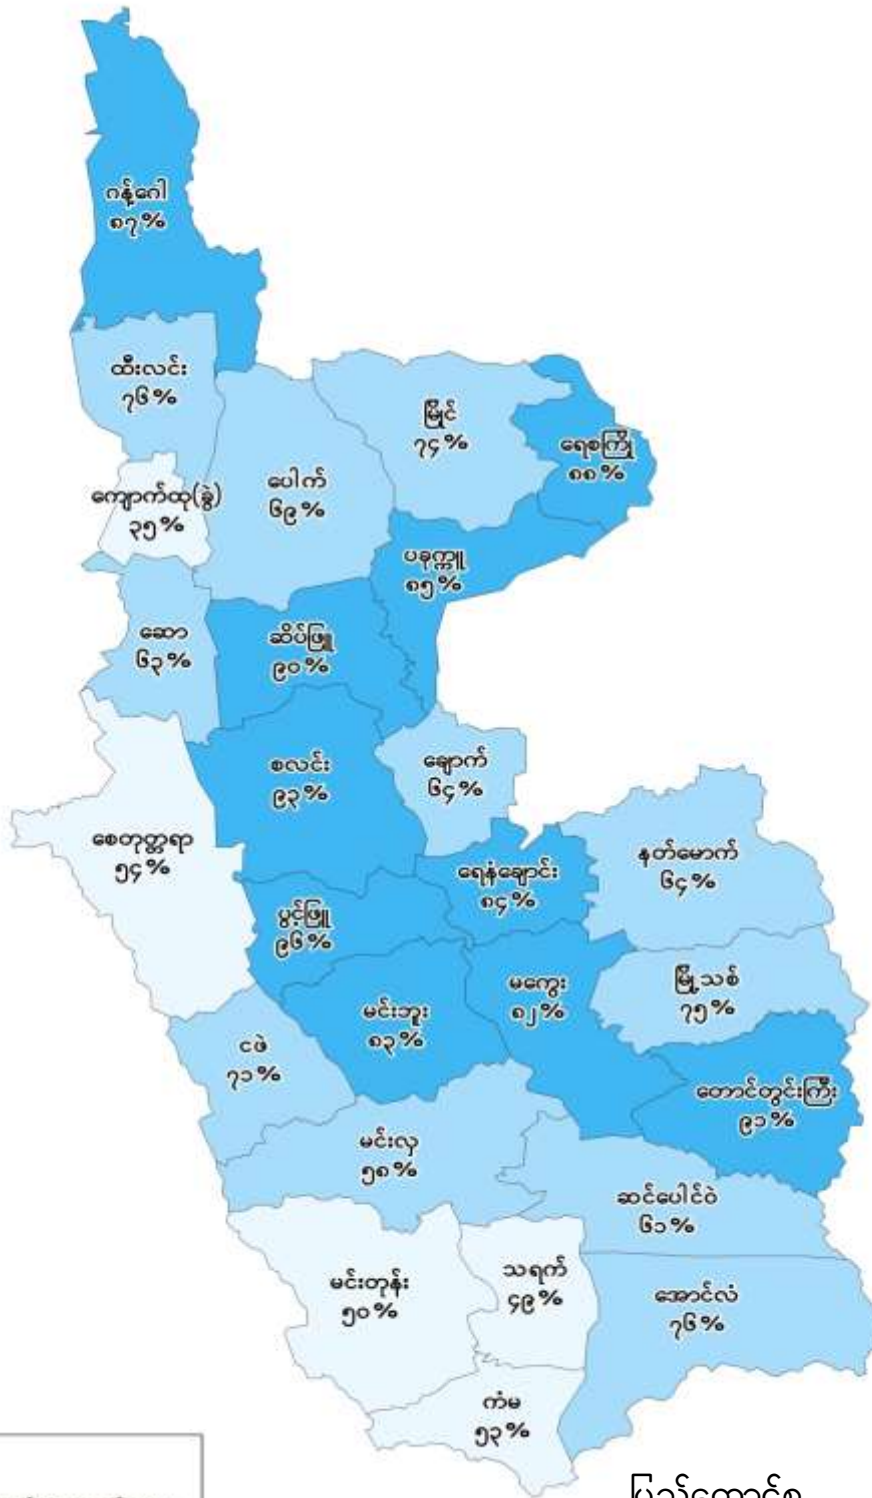 ဂန့်ဂေါ
၈၇%
ထီးလင်း
၇၆%
မြိုင်
၇၄%
ရေစကြို
၈၈%
ပေါက်
၆၉%
ကျောက်ထု(ခွဲ)
၃၅%
ပခုက္ကူ
၈၅%
ဆော
၆၃%
ဆိပ်ဖြူ
၉၀%
စလင်း
၉၃%
ချောက်
၆၄%
စေတုတ္တရာ
၅၄%
ရေနံချောင်း
၈၄%
နတ်မောက်
၆၄%
ပွင့်ဖြူ
၉၆%
မကွေး
၈၂%
မြို့သစ်
၇၅%
မင်းဘူး
၈၃%
ငဖဲ
၇၁%
တောင်တွင်းကြီး
၉၁%
မင်းလှ
၅၈%
ဆင်ပေါင်ဝဲ
၆၁%
မင်းတုန်း
၅၀%
သရက်
၄၉%
အောင်လံ
၇၆%
ကံမ
၅၃%